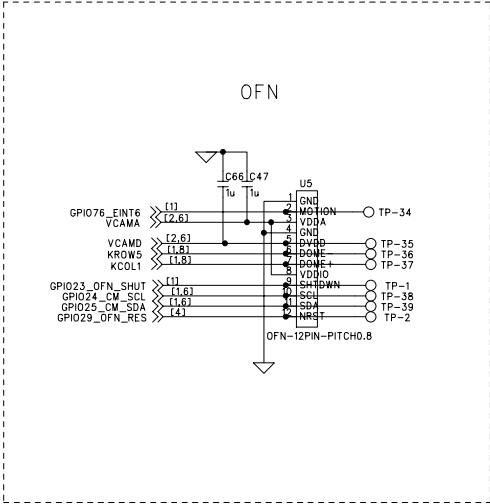 OFN
C66 C47
1u 1u
U5
1 GND
GPIO76_EINT6 [1] 2 MOTION TP-34
VCAMA [2,6] 3 VDDA
4 GND
VCAMD [2,6] 5 DVDD TP-35
KROW5 [1,8] 6 DOME- TP-36
KCOL1 [1,8] 7 DOME+ TP-37
8 VDDIO
GPIO23_OFN_SHUT [1] 9 SHTDWN TP-1
GPIO24_CM_SCL [1,6] 10 SCL TP-38
GPIO25_CM_SDA [1,6] 11 SDA TP-39
GPIO29_OFN_RES [4] 12 NRST TP-2
OFN-12PIN-PITCH0.8